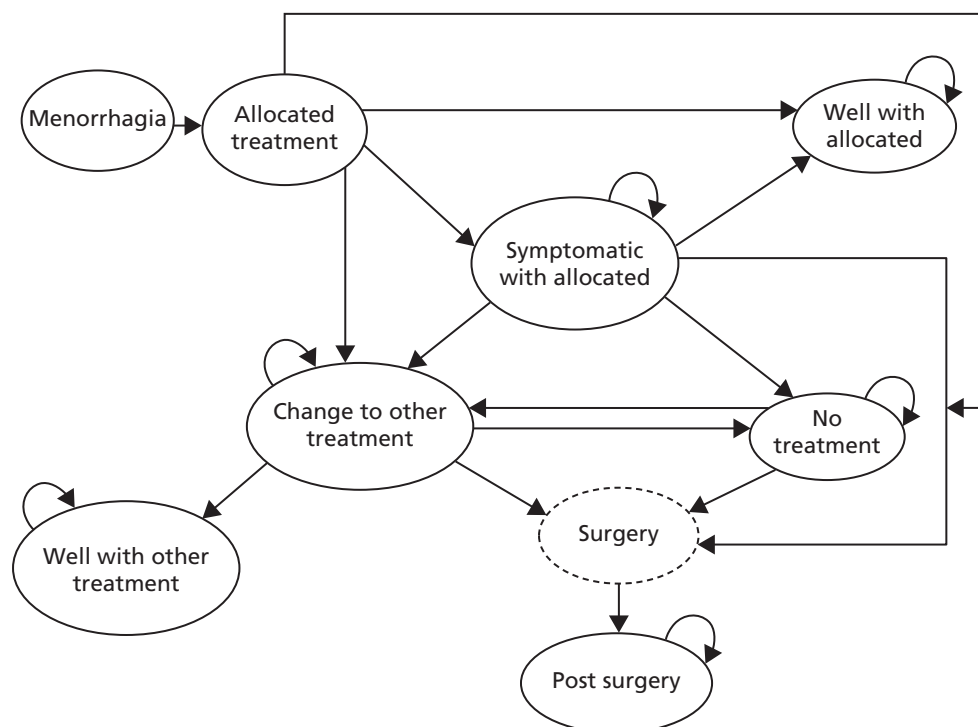 Menorrhagia
Allocated
treatment
Well with
allocated
Symptomatic
with allocated
Change to other
treatment
No
treatment
Surgery
Well with other
treatment
Post surgery